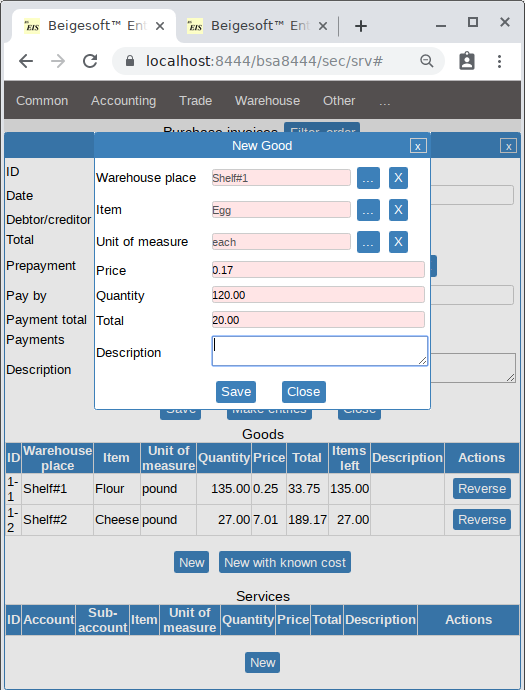 EIS Beigesoft™ Ent
EIS Beigesoft™ Ent
localhost:8444/bsa8444/sec/srv#
Common Accounting Trade Warehouse Other ...
Purchase invoices Filter, order
New Good x
x
ID
Date
Debtor/creditor
Total
Prepayment
Pay by
Payment total
Payments
Description
Warehouse place Shelf#1 ... X
Item Egg ... X
Unit of measure each ... X
Price 0.17
Quantity 120.00
Total 20.00
Description
Save Close
Save Make entries Close
Goods
ID Warehouse place Item Unit of measure Quantity Price Total Items left Description Actions
1-1 Shelf#1 Flour pound 135.00 0.25 33.75 135.00 Reverse
1-2 Shelf#2 Cheese pound 27.00 7.01 189.17 27.00 Reverse
New New with known cost
Services
ID Account Sub-account Item Unit of measure Quantity Price Total Description Actions
New